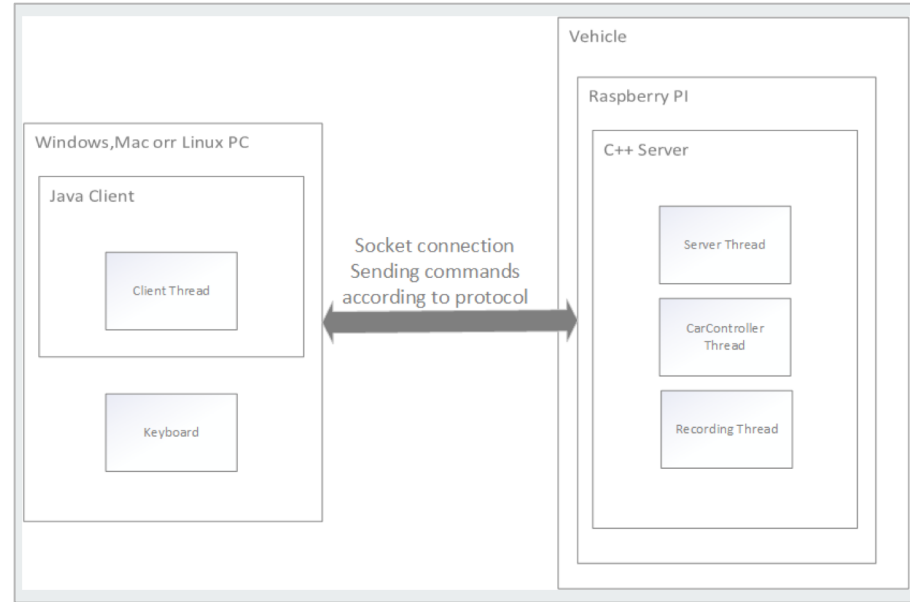 Windows,Mac orr Linux PC
Java Client
Client Thread
Keyboard
Socket connection
Sending commands
according to protocol
Vehicle
Raspberry PI
C++ Server
Server Thread
CarController
Thread
Recording Thread